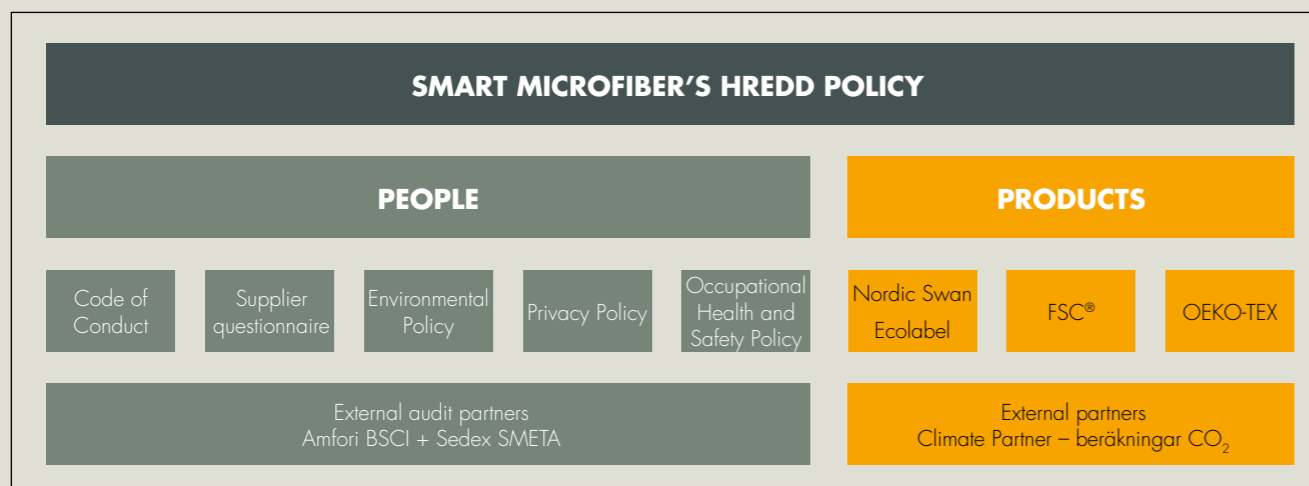 SMART MICROFIBER'S HREDD POLICY
PEOPLE
PRODUCTS
Code of
Conduct
Supplier
questionnaire
Environmental
Policy
Privacy Policy
Occupational
Health and
Safety Policy
Nordic Swan
Ecolabel
FSC®
OEKO-TEX
External audit partners
Amfori BSCI + Sedex SMETA
External partners
Climate Partner – beräkningar CO₂